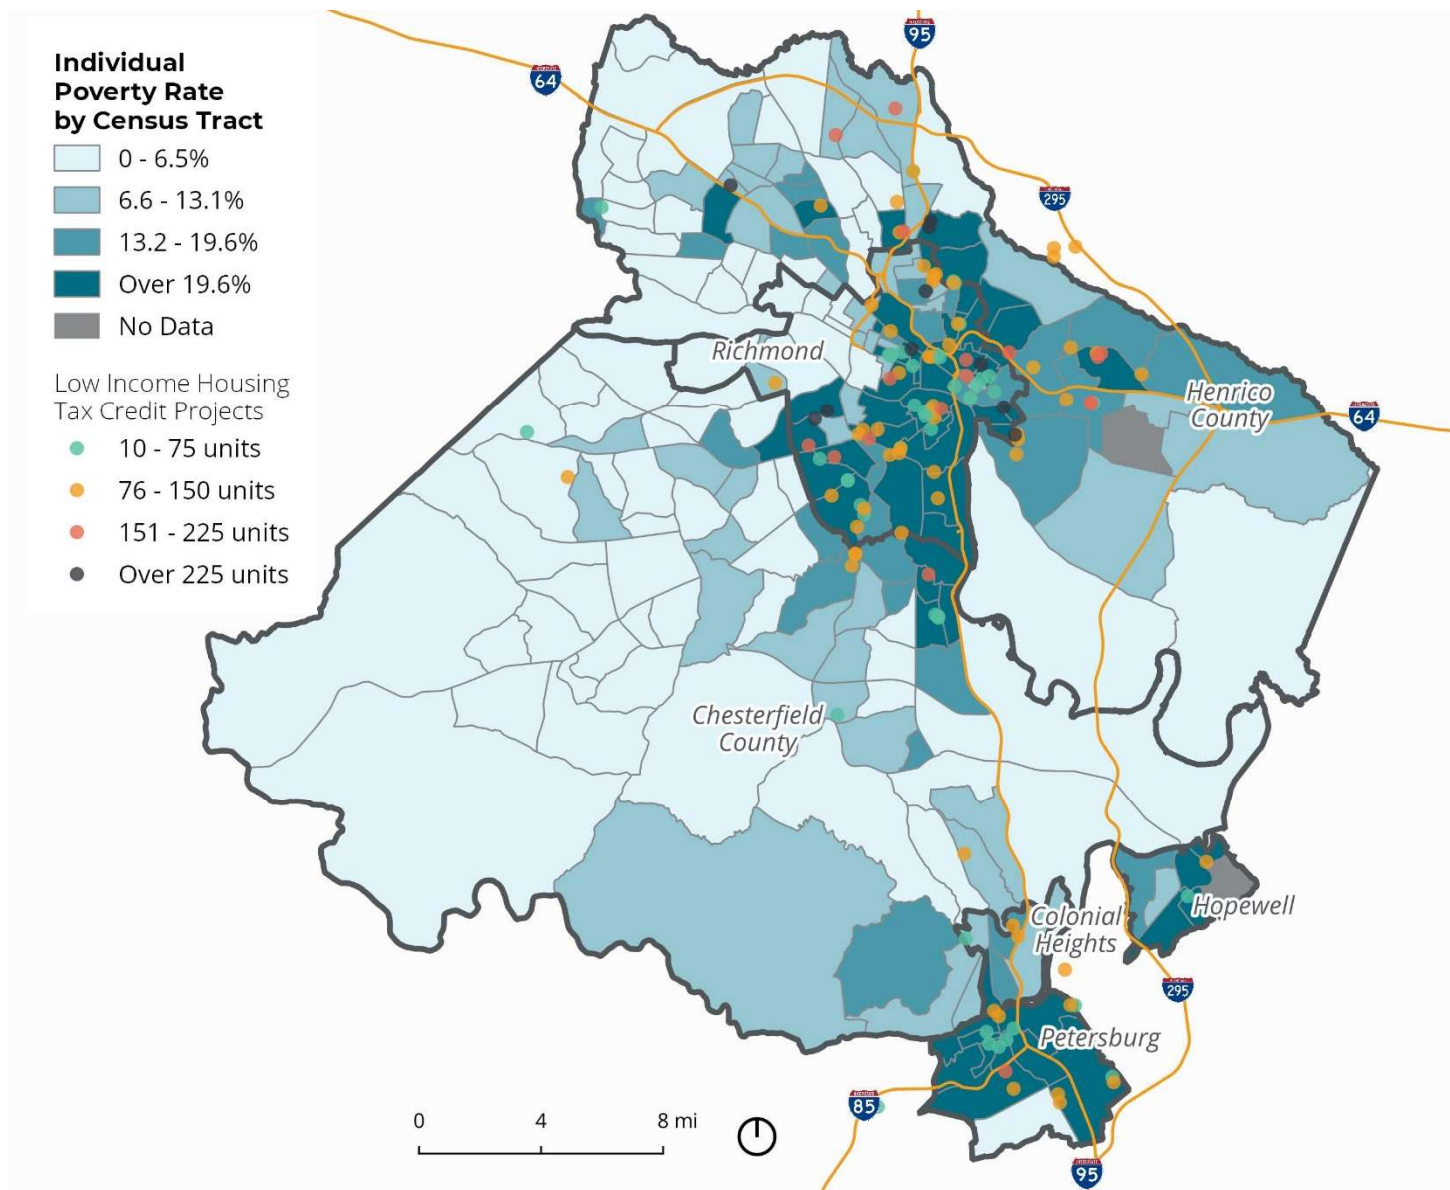 Individual
Poverty Rate
by Census Tract
0 - 6.5%
6.6 - 13.1%
13.2 - 19.6%
Over 19.6%
No Data
Low Income Housing
Tax Credit Projects
10 - 75 units
76 - 150 units
151 - 225 units
Over 225 units
95
64
295
Richmond
Henrico
County
64
Chesterfield
County
Hopewell
Colonial
Heights
295
Petersburg
85
95
0 4 8 mi